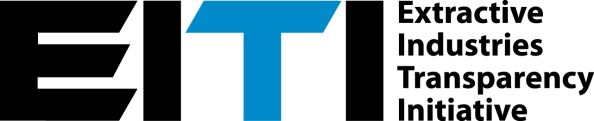 EITI
Extractive
Industries
Transparency
Initiative